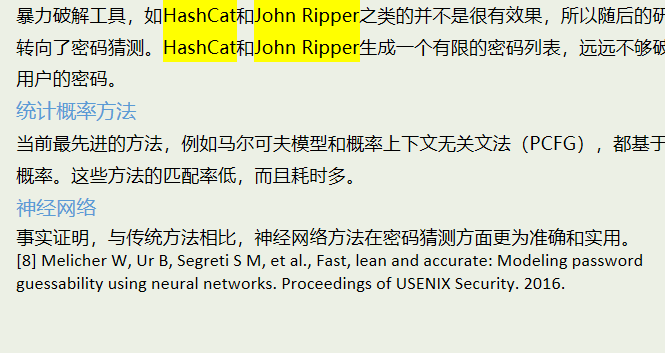 暴力破解工具，如HashCat和John Ripper之类的并不是很有效果，所以随后的研
转向了密码猜测。HashCat和John Ripper生成一个有限的密码列表，远远不够破
用户的密码。
统计概率方法
当前最先进的方法，例如马尔可夫模型和概率上下文无关文法（PCFG），都基于
概率。这些方法的匹配率低，而且耗时多。
神经网络
事实证明，与传统方法相比，神经网络方法在密码猜测方面更为准确和实用。
[8] Melicher W, Ur B, Segreti S M, et al., Fast, lean and accurate: Modeling password
guessability using neural networks. Proceedings of USENIX Security. 2016.